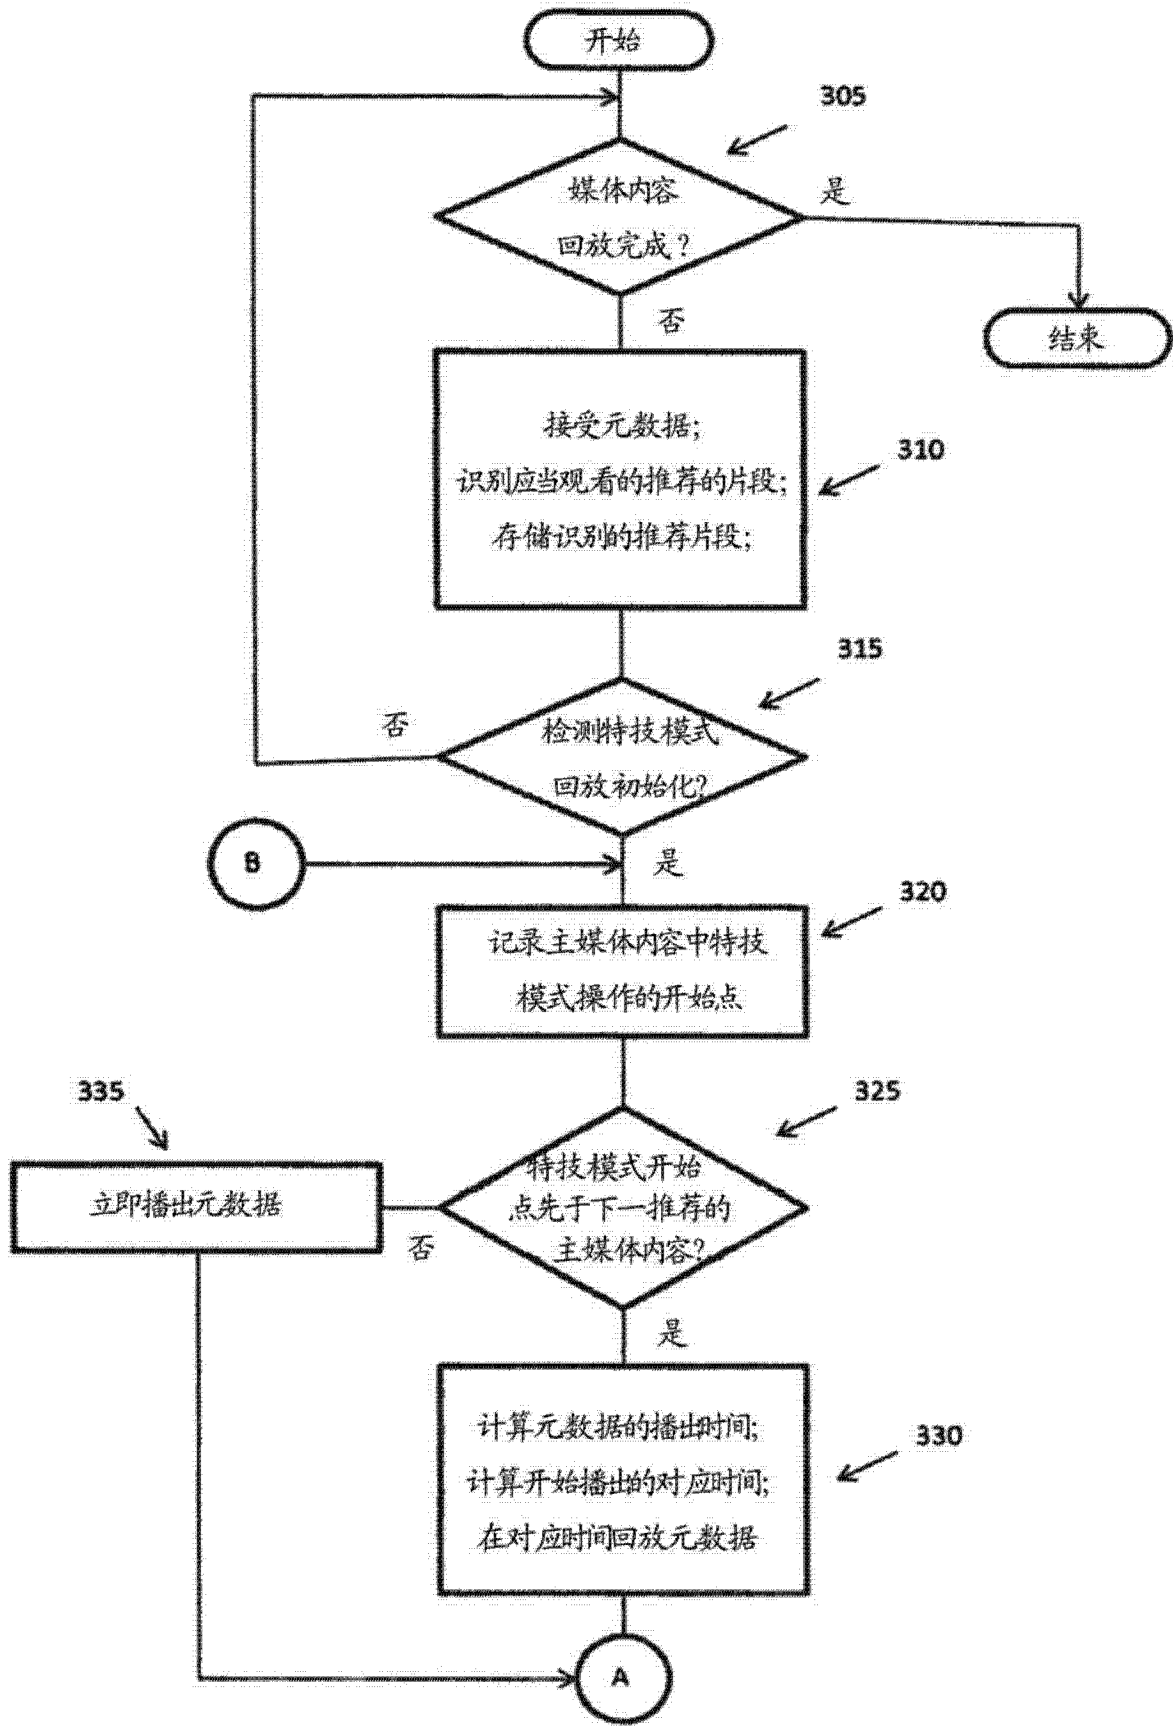 开始
305
媒体内容
回放完成？
是
结束
否
310
接受元数据;
识别应当观看的推荐的片段;
存储识别的推荐片段;
315
否
检测特技模式
回放初始化?
B
是
320
记录主媒体内容中特技
模式操作的开始点
335
325
立即播出元数据
否
特技模式开始
点先于下一推荐的
主媒体内容?
是
330
计算元数据的播出时间;
计算开始播出的对应时间;
在对应时间回放元数据
A